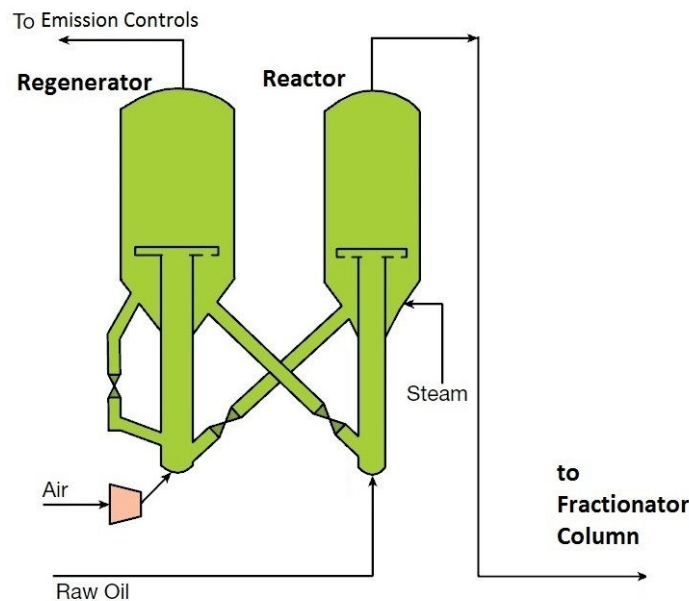 To Emission Controls
Regenerator
Reactor
Steam
Air
to
Fractionator
Column
Raw Oil